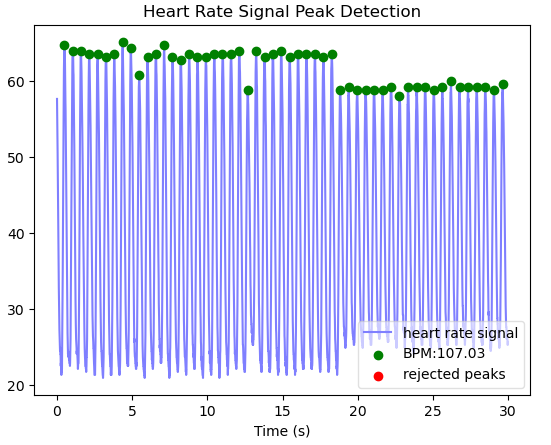 Heart Rate Signal Peak Detection
60
50
40
30
20
heart rate signal
BPM:107.03
rejected peaks
0
5
10
15
20
25
30
Time (s)